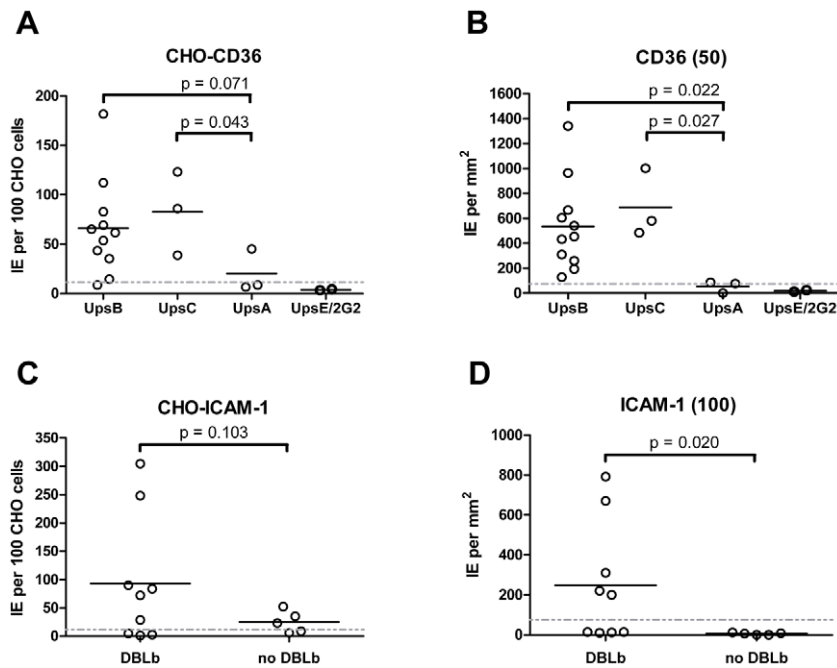 A
CHO-CD36
p = 0.071
p = 0.043
IE per 100 CHO cells
200
150
100
50
0
UpsB UpsC UpsA UpsE/2G2
B
CD36 (50)
p = 0.022
p = 0.027
IE per mm²
1600
1400
1200
1000
800
600
400
200
0
UpsB UpsC UpsA UpsE/2G2
C
CHO-ICAM-1
p = 0.103
IE per 100 CHO cells
350
300
250
200
150
100
50
0
DBLb no DBLb
D
ICAM-1 (100)
p = 0.020
IE per mm²
1000
800
600
400
200
0
DBLb no DBLb